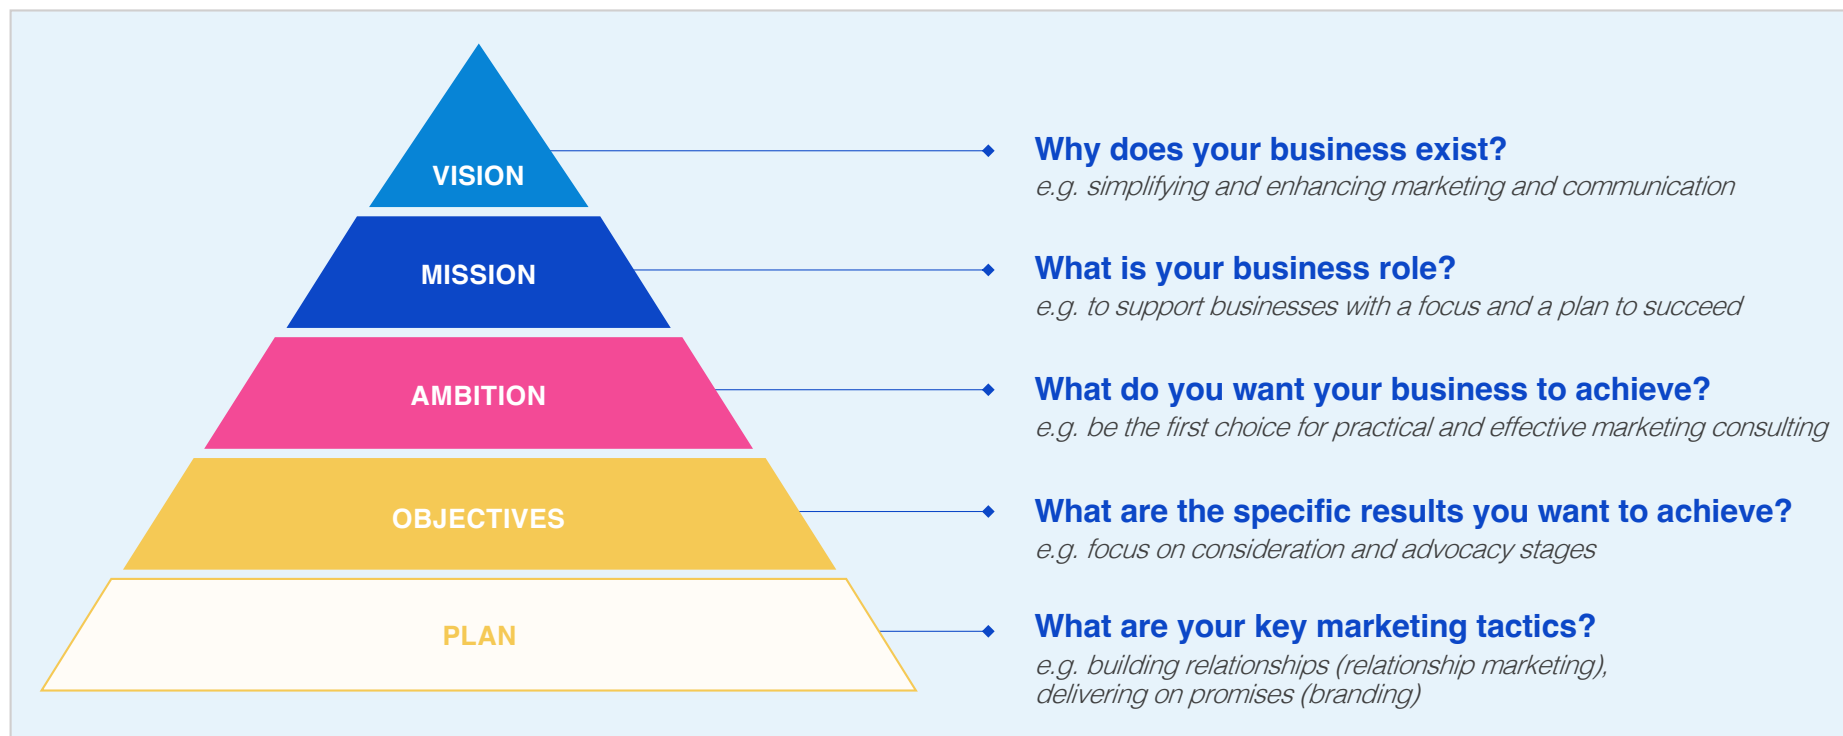 VISION
Why does your business exist?
e.g. simplifying and enhancing marketing and communication
MISSION
What is your business role?
e.g. to support businesses with a focus and a plan to succeed
AMBITION
What do you want your business to achieve?
e.g. be the first choice for practical and effective marketing consulting
OBJECTIVES
What are the specific results you want to achieve?
e.g. focus on consideration and advocacy stages
PLAN
What are your key marketing tactics?
e.g. building relationships (relationship marketing),
delivering on promises (branding)